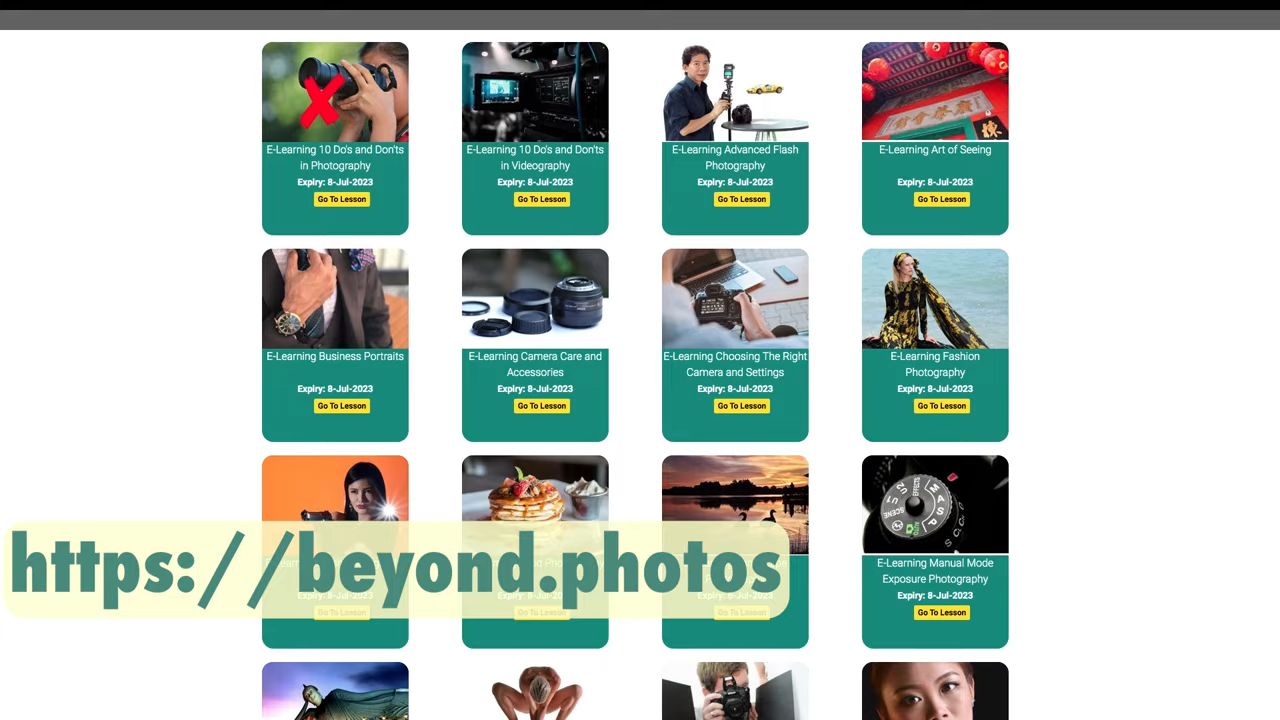 E-Learning 10 Do's and Don'ts
in Photography
Expiry: 8-Jul-2023
Go To Lesson
E-Learning 10 Do's and Don'ts
in Videography
Expiry: 8-Jul-2023
Go To Lesson
E-Learning Advanced Flash
Photography
Expiry: 8-Jul-2023
Go To Lesson
E-Learning Art of Seeing
Expiry: 8-Jul-2023
Go To Lesson
E-Learning Business Portraits
Expiry: 8-Jul-2023
Go To Lesson
E-Learning Camera Care and
Accessories
Expiry: 8-Jul-2023
Go To Lesson
E-Learning Choosing The Right
Camera and Settings
Expiry: 8-Jul-2023
Go To Lesson
E-Learning Fashion
Photography
Expiry: 8-Jul-2023
Go To Lesson
https://beyond.photos
E-Learning Manual Mode
Exposure Photography
Expiry: 8-Jul-2023
Go To Lesson